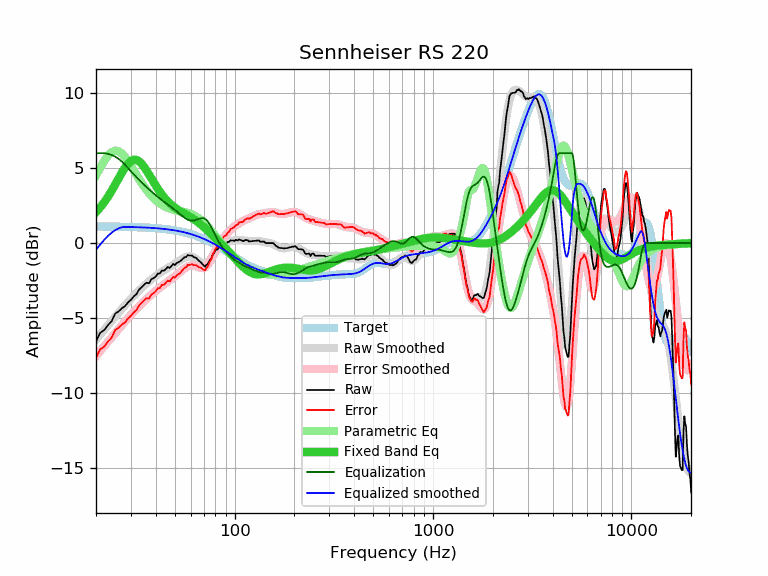 Sennheiser RS 220
Amplitude (dBr)
10
5
0
−5
−10
−15
Target
Raw Smoothed
Error Smoothed
Raw
Error
Parametric Eq
Fixed Band Eq
Equalization
Equalized smoothed
100
1000
10000
Frequency (Hz)